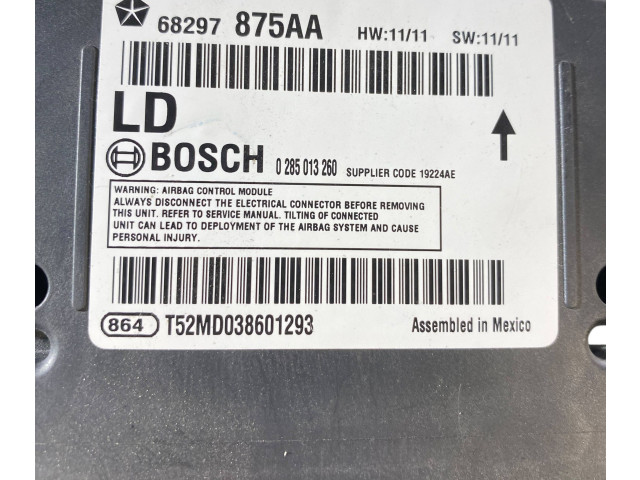 68297 875AA HW:11/11 SW:11/11
LD
BOSCH 0 285 013 260 SUPPLIER CODE 19224AE
WARNING: AIRBAG CONTROL MODULE
ALWAYS DISCONNECT THE ELECTRICAL CONNECTOR BEFORE REMOVING
THIS UNIT. REFER TO SERVICE MANUAL. TILTING OF CONNECTED
UNIT CAN LEAD TO DEPLOYMENT OF THE AIRBAG SYSTEM AND CAUSE
PERSONAL INJURY.
864 T52MD038601293 Assembled in Mexico